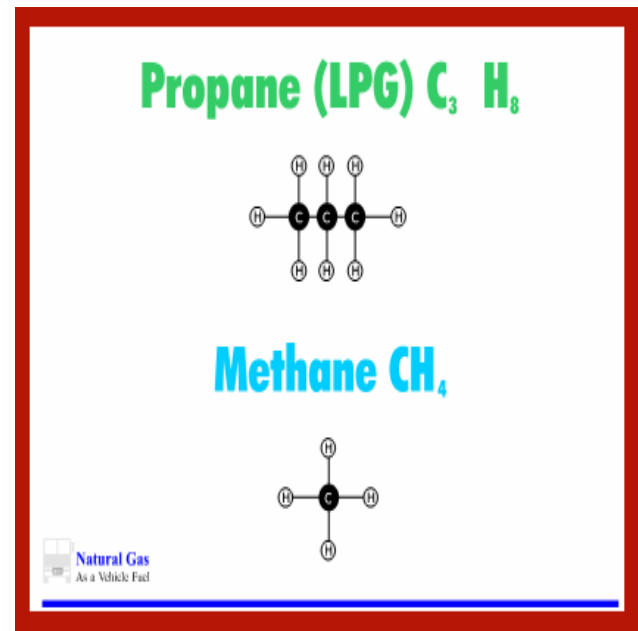 Propane (LPG) C₃ H₈
H H H
H C C C H
H H H
Methane CH₄
H
H C H
H
Natural Gas
As a Vehicle Fuel